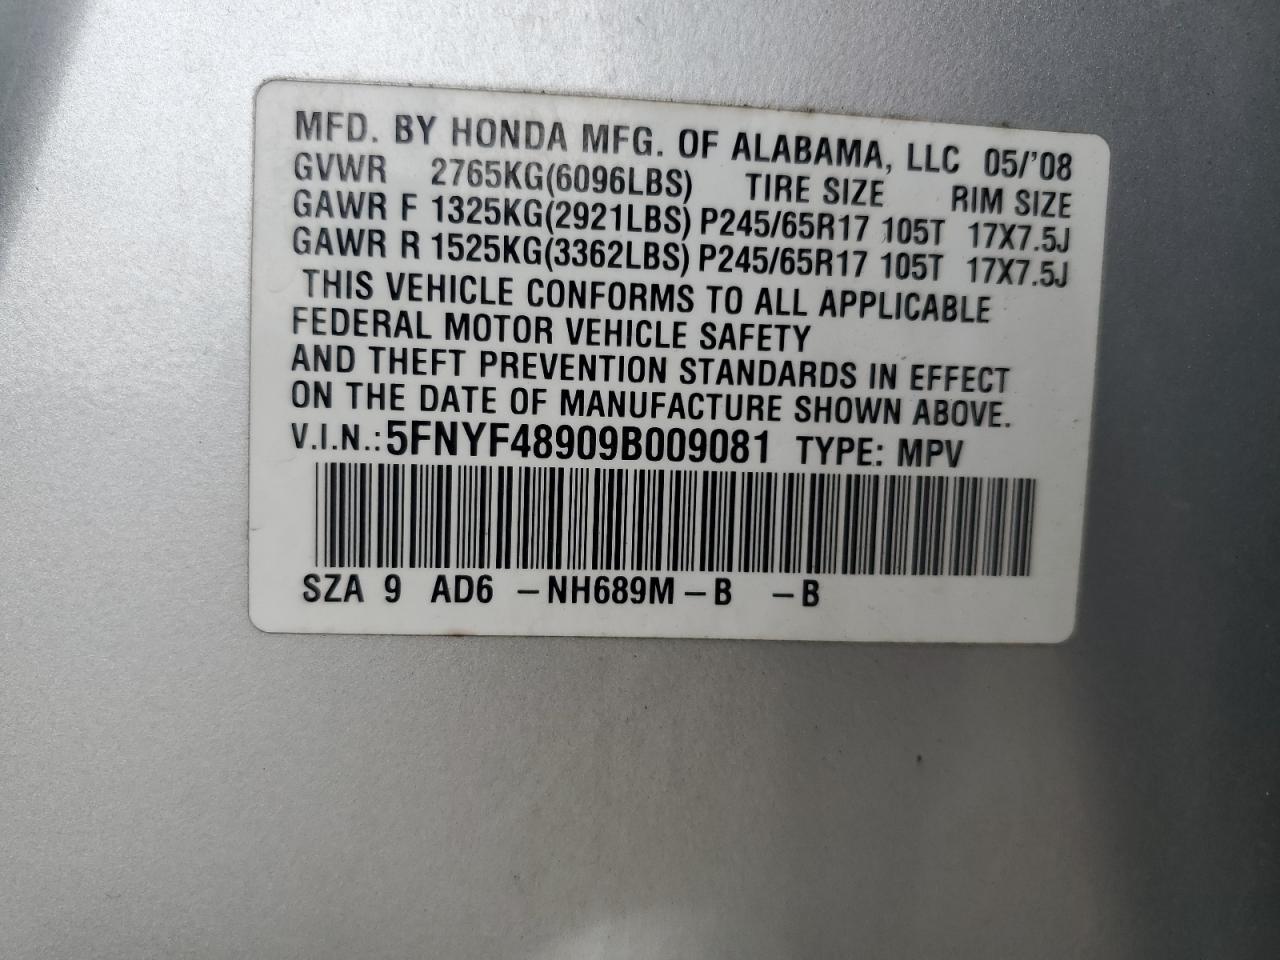 MFD. BY HONDA MFG. OF ALABAMA, LLC 05/'08
GVWR 2765KG(6096LBS) TIRE SIZE RIM SIZE
GAWR F 1325KG(2921LBS) P245/65R17 105T 17X7.5J
GAWR R 1525KG(3362LBS) P245/65R17 105T 17X7.5J
THIS VEHICLE CONFORMS TO ALL APPLICABLE
FEDERAL MOTOR VEHICLE SAFETY
AND THEFT PREVENTION STANDARDS IN EFFECT
ON THE DATE OF MANUFACTURE SHOWN ABOVE.
V.I.N.: 5FNYF48909B009081 TYPE: MPV
SZA 9 AD6 -NH689M-B -B